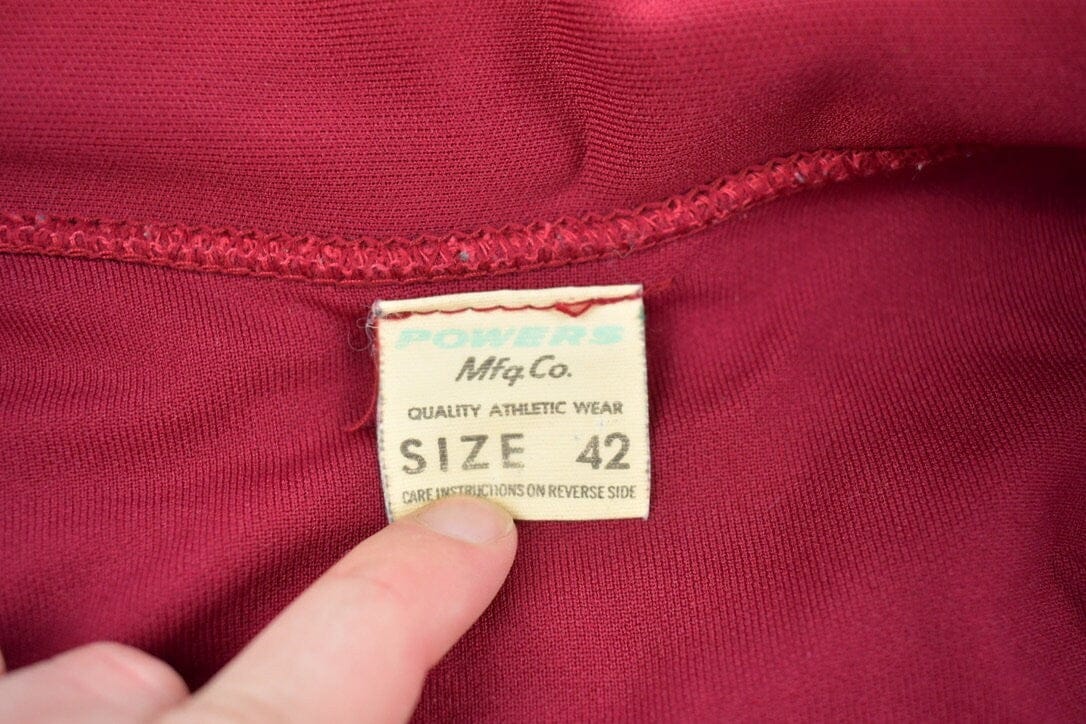 POWERS
Mfg. Co.
QUALITY ATHLETIC WEAR
SIZE 42
CARE INSTRUCTIONS ON REVERSE SIDE